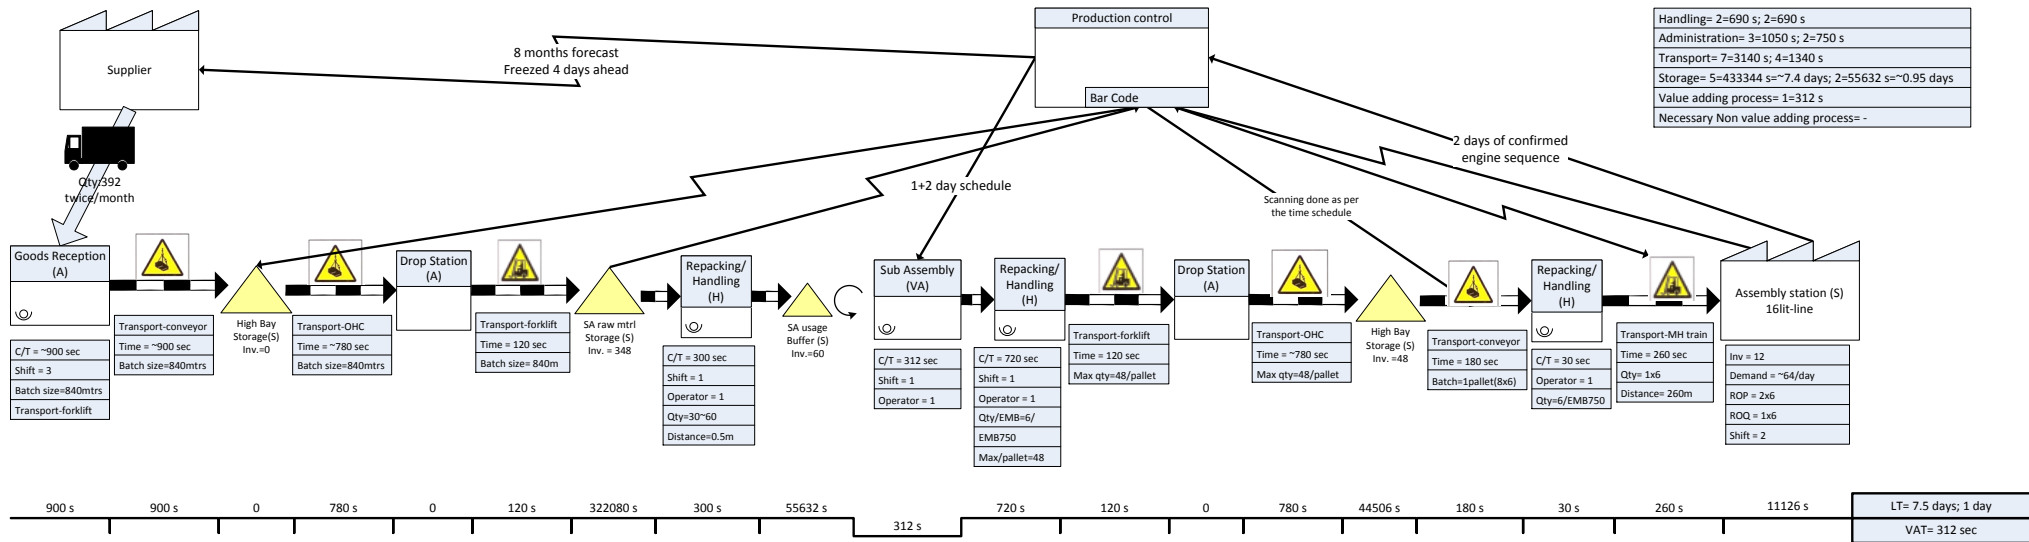 Supplier
8 months forecast
Freezed 4 days ahead
Production control
Bar Code
Handling= 2=690 s; 2=690 s
Administration= 3=1050 s; 2=750 s
Transport= 7=3140 s; 4=1340 s
Storage= 5=433344 s=~7.4 days; 2=55632 s=~0.95 days
Value adding process= 1=312 s
Necessary Non value adding process= -
Qty:392
twice/month
1+2 day schedule
Scanning done as per
the time schedule
2 days of confirmed
engine sequence
Goods Reception
(A)
C/T = ~900 sec
Shift = 3
Batch size=840mtrs
Transport-forklift
Transport-conveyor
Time = ~900 sec
Batch size=840mtrs
High Bay
Storage(S)
Inv.=0
Transport-OHC
Time = ~780 sec
Batch size=840mtrs
Drop Station
(A)
Transport-forklift
Time = 120 sec
Batch size= 840m
SA raw mtrl
Storage (S)
Inv. = 348
Repacking/
Handling
(H)
C/T = 300 sec
Shift = 1
Operator = 1
Qty=30~60
Distance=0.5m
SA usage
Buffer (S)
Inv.=60
Sub Assembly
(VA)
C/T = 312 sec
Shift = 1
Operator = 1
Repacking/
Handling
(H)
C/T = 720 sec
Shift = 1
Operator = 1
Qty/EMB=6/
EMB750
Max/pallet=48
Transport-forklift
Time = 120 sec
Max qty=48/pallet
Drop Station
(A)
Transport-OHC
Time = ~780 sec
Max qty=48/pallet
High Bay
Storage (S)
Inv. =48
Transport-conveyor
Time = 180 sec
Batch=1pallet(8x6)
Repacking/
Handling
(H)
C/T = 30 sec
Operator = 1
Qty=6/EMB750
Transport-MH train
Time = 260 sec
Qty= 1x6
Distance= 260m
Assembly station (S)
16lit-line
Inv = 12
Demand = ~64/day
ROP = 2x6
ROQ = 1x6
Shift = 2
900 s
900 s
0
780 s
0
120 s
322080 s
300 s
55632 s
312 s
720 s
120 s
0
780 s
44506 s
180 s
30 s
260 s
11126 s
LT= 7.5 days; 1 day
VAT= 312 sec